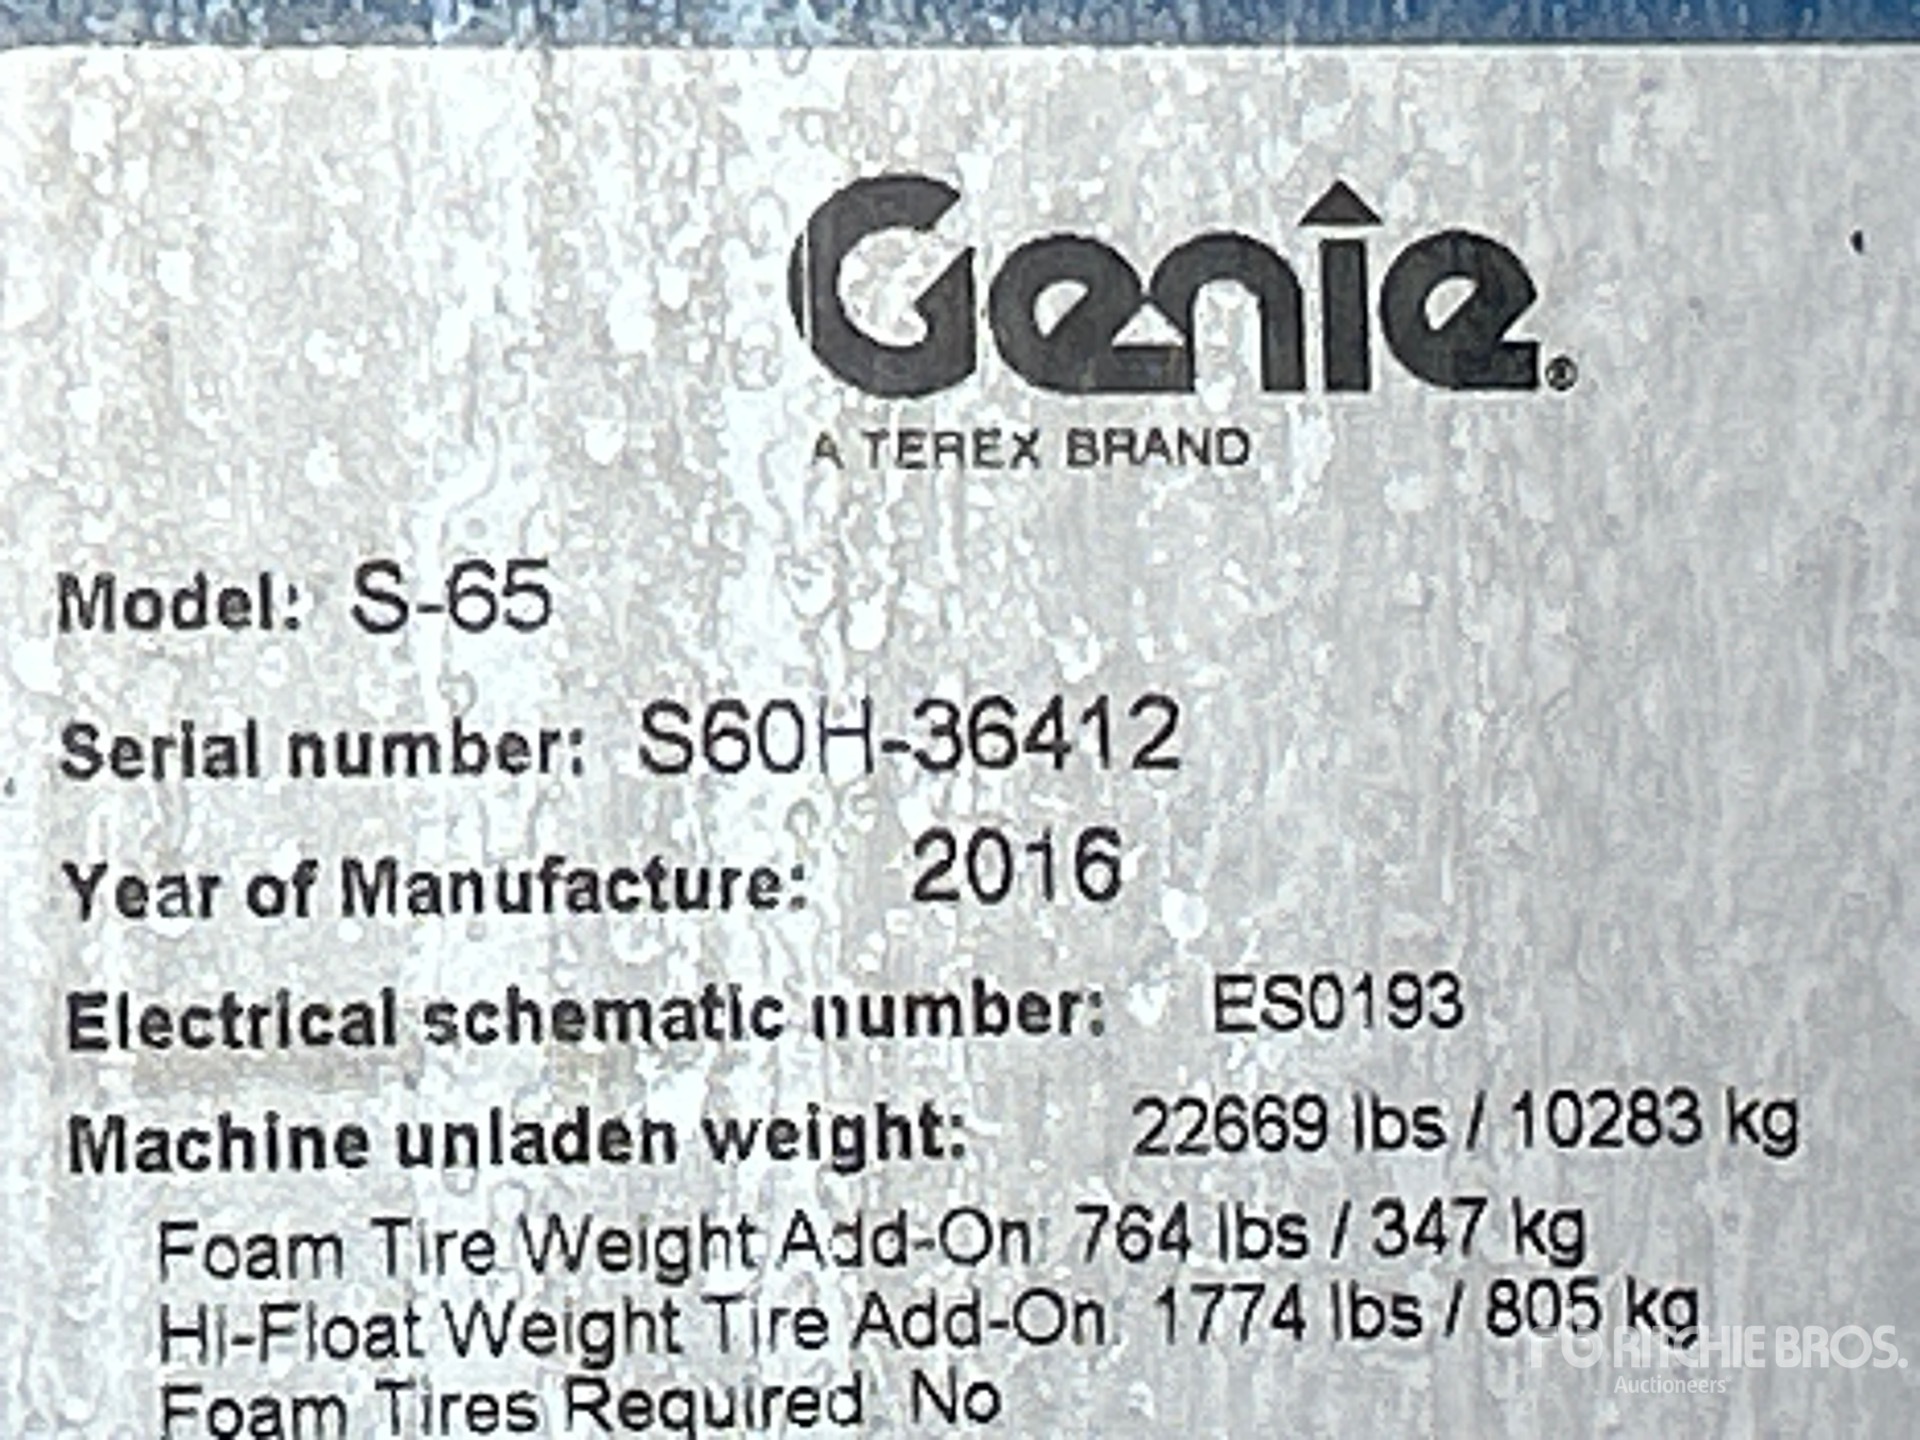 Genie®
A TEREX BRAND
Model: S-65
Serial number: S60H-36412
Year of Manufacture: 2016
Electrical schematic number: ES0193
Machine unladen weight: 22669 lbs / 10283 kg
Foam Tire Weight Add-On: 764 lbs / 347 kg
Hi-Float Weight Tire Add-On: 1774 lbs / 805 kg
Foam Tires Required: No
RITCHIE BROS.
Auctioneers